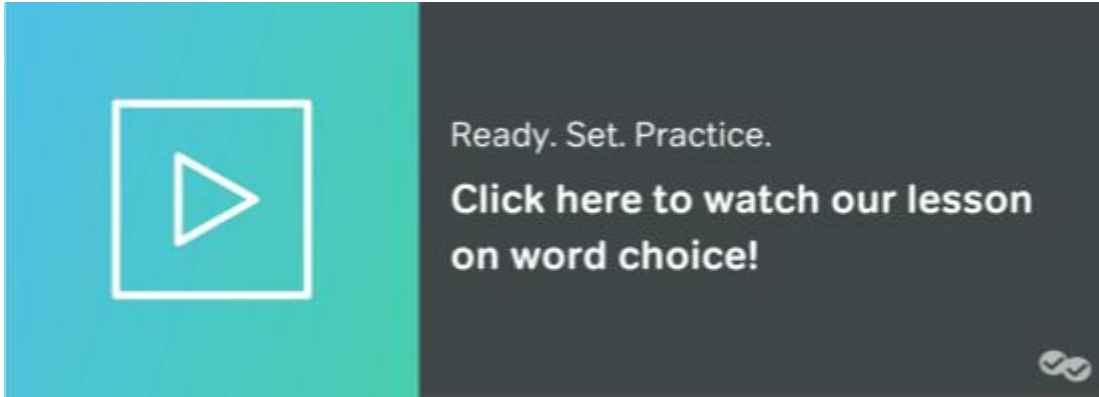 Ready. Set. Practice.
Click here to watch our lesson
on word choice!